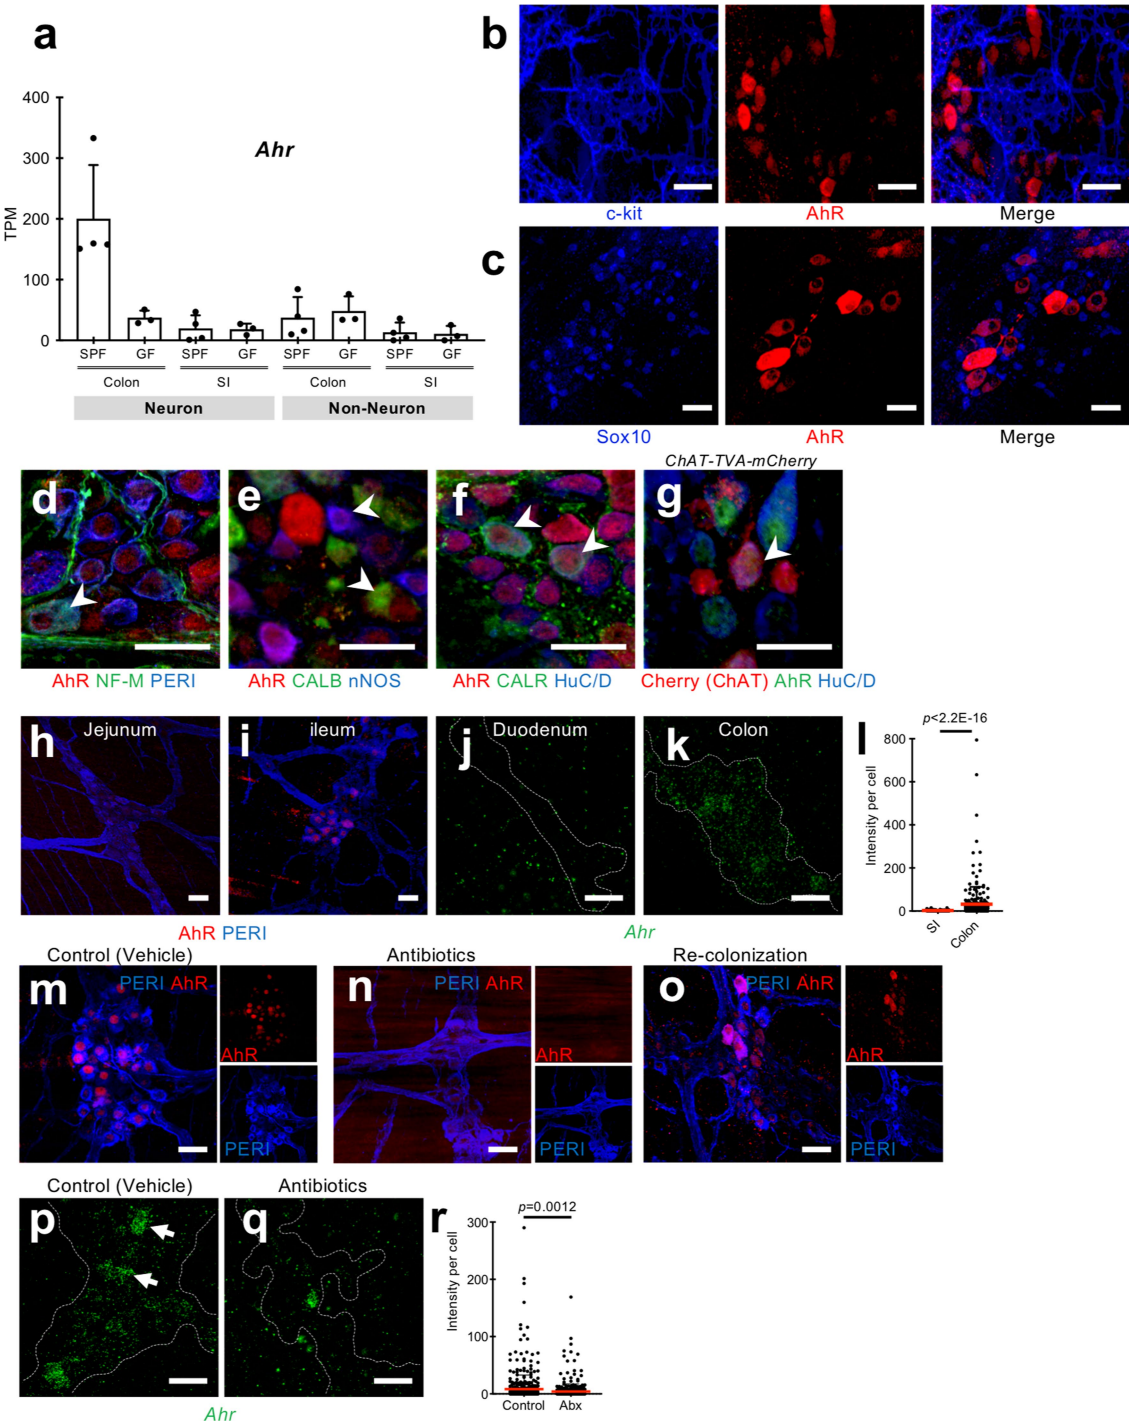 a
400
300
200
100
0
TPM
Ahr
SPF GF SPF GF SPF GF SPF GF
Colon SI Colon SI
Neuron Non-Neuron
b
c-kit AhR Merge
c
Sox10 AhR Merge
ChAT-TVA-mCherry
d e f g
AhR NF-M PERI AhR CALB nNOS AhR CALR HuC/D Cherry (ChAT) AhR HuC/D
h Jejunum i ileum j Duodenum k Colon
AhR PERI Ahr
l
p<2.2E-16
800
600
400
200
0
Intensity per cell
SI Colon
Control (Vehicle) Antibiotics Re-colonization
m PERI AhR n PERI AhR o PERI AhR
AhR AhR AhR
PERI PERI PERI
Control (Vehicle) Antibiotics
p q
Ahr
r
p=0.0012
300
200
100
0
Intensity per cell
Control Abx